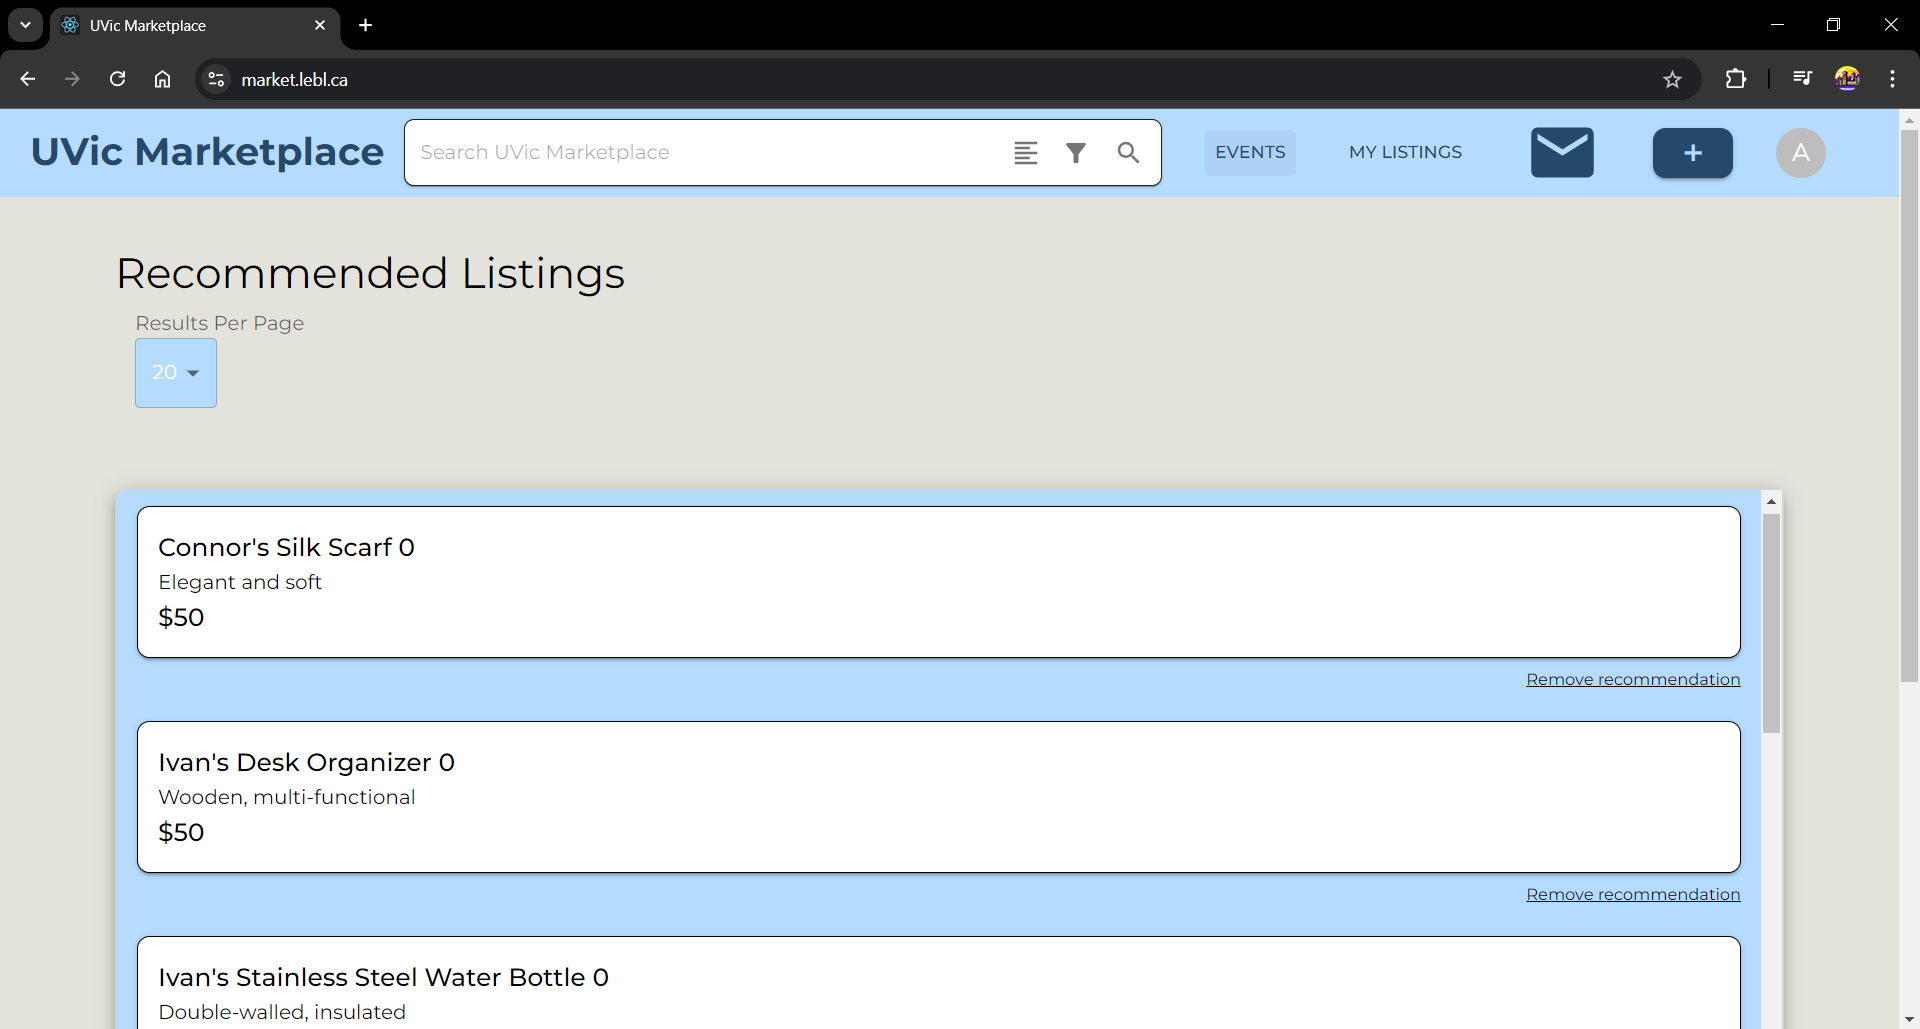 UVic Marketplace
market.lebl.ca
UVic Marketplace
Search UVic Marketplace
EVENTS
MY LISTINGS
+
A
Recommended Listings
Results Per Page
20
Connor's Silk Scarf 0
Elegant and soft
$50
Remove recommendation
Ivan's Desk Organizer 0
Wooden, multi-functional
$50
Remove recommendation
Ivan's Stainless Steel Water Bottle 0
Double-walled, insulated